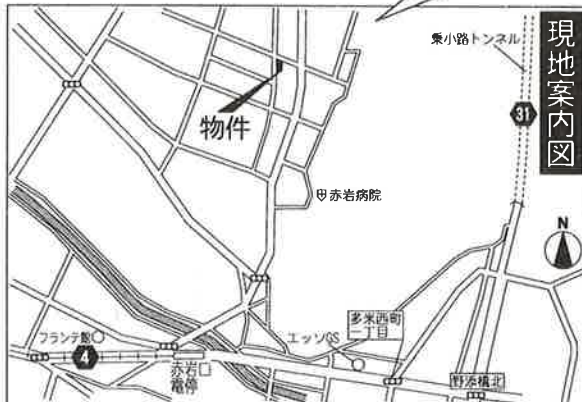 現地案内図
乗小路トンネル
31
物件
赤岩病院
N
フランテ館
4
赤岩口
電停
エッソGS
多米西町
一丁目
野添橋北